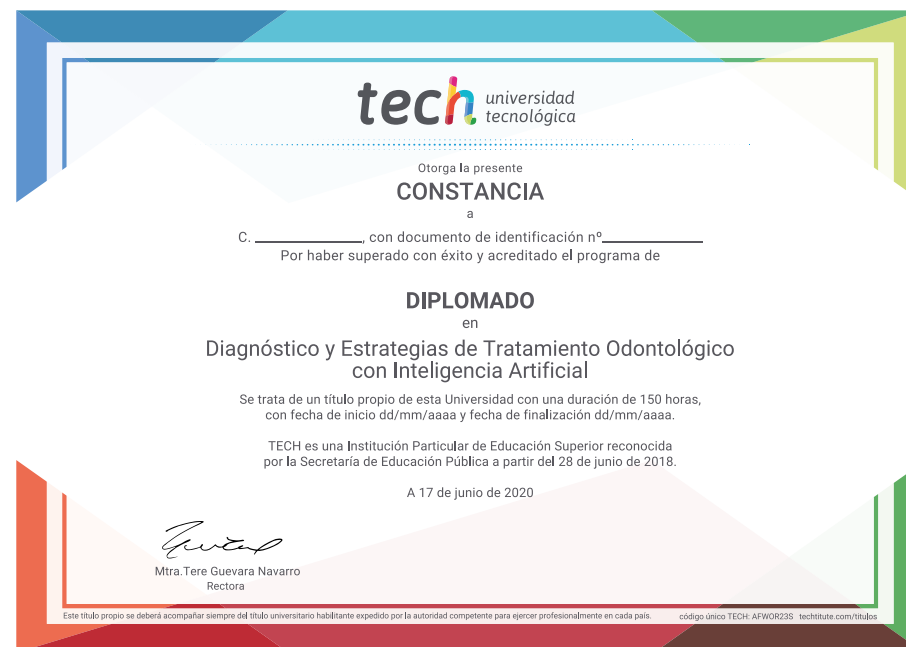 tech universidad
tecnológica
Otorga la presente
CONSTANCIA
a
C. ____________, con documento de identificación nº____________
Por haber superado con éxito y acreditado el programa de
DIPLOMADO
en
Diagnóstico y Estrategias de Tratamiento Odontológico
con Inteligencia Artificial
Se trata de un título propio de esta Universidad con una duración de 150 horas,
con fecha de inicio dd/mm/aaaa y fecha de finalización dd/mm/aaaa.
TECH es una Institución Particular de Educación Superior reconocida
por la Secretaría de Educación Pública a partir del 28 de junio de 2018.
A 17 de junio de 2020
Mtra.Tere Guevara Navarro
Rectora
Este título propio se deberá acompañar siempre del título universitario habilitante expedido por la autoridad competente para ejercer profesionalmente en cada país. código único TECH: AFWOR23S techtitute.com/títulos